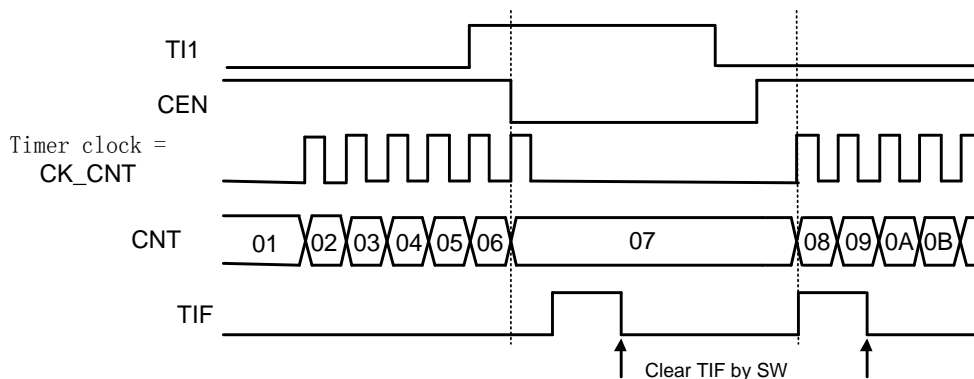 TI1
CEN
Timer clock =
CK_CNT
CNT
01 02 03 04 05 06 07 08 09 0A 0B
TIF
Clear TIF by SW